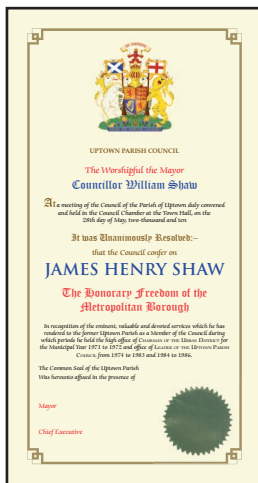 UPTOWN PARISH COUNCIL
The Worshipful the Mayor
Councillor William Shaw
At a meeting of the Council of the Parish of Uptown duly convened
and held in the Council Chamber at the Town Hall, on the
28th day of May, two-thousand and ten
It was Unanimously Resolved:–
that the Council confer on
JAMES HENRY SHAW
The Honorary Freedom of the
Metropolitan Borough
In recognition of the eminent, valuable and devoted services which he has
rendered to the former Uptown Parish as a Member of the Council during
which periods he held the high office of CHAIRMAN OF THE URBAN DISTRICT for
the Municipal Year 1971 to 1972 and office of LEADER OF THE UPTOWN PARISH
COUNCIL from 1974 to 1983 and 1984 to 1986.
The Common Seal of the Uptown Parish
Was hereunto affixed in the presence of
Mayor
Chief Executive